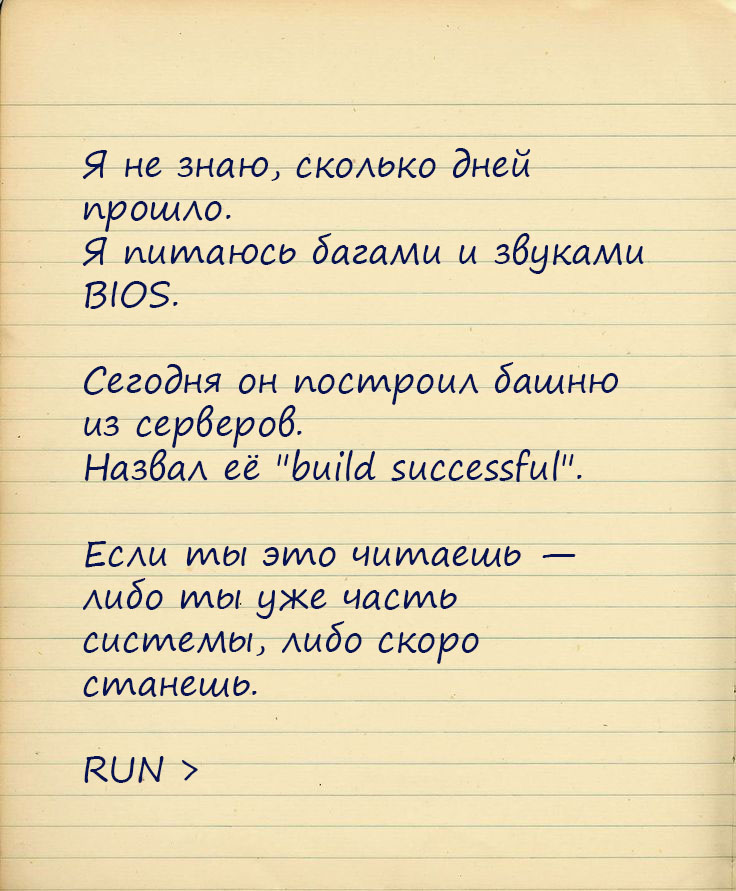 Я не знаю, сколько дней
прошло.
Я питаюсь багами и звуками
BIOS.
Сегодня он построил башню
из серверов.
Назвал её "build successful".
Если ты это читаешь —
либо ты уже часть
системы, либо скоро
станешь.
RUN >